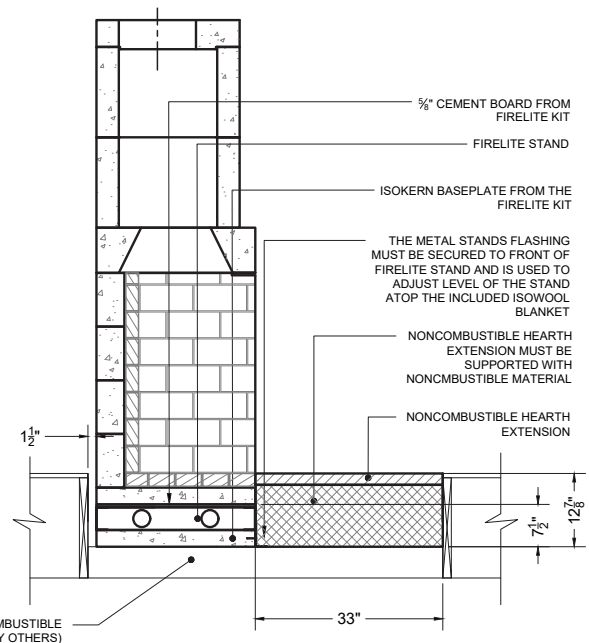 ⅝" CEMENT BOARD FROM
FIRELITE KIT
FIRELITE STAND
ISOKERN BASEPLATE FROM THE
FIRELITE KIT
THE METAL STANDS FLASHING
MUST BE SECURED TO FRONT OF
FIRELITE STAND AND IS USED TO
ADJUST LEVEL OF THE STAND
ATOP THE INCLUDED ISOWOOL
BLANKET
NONCOMBUSTIBLE HEARTH
EXTENSION MUST BE
SUPPORTED WITH
NONCMBUSTIBLE MATERIAL
NONCOMBUSTIBLE HEARTH
EXTENSION
1½"
7½"
12⅞"
33"
MBUSTIBLE
Y OTHERS)